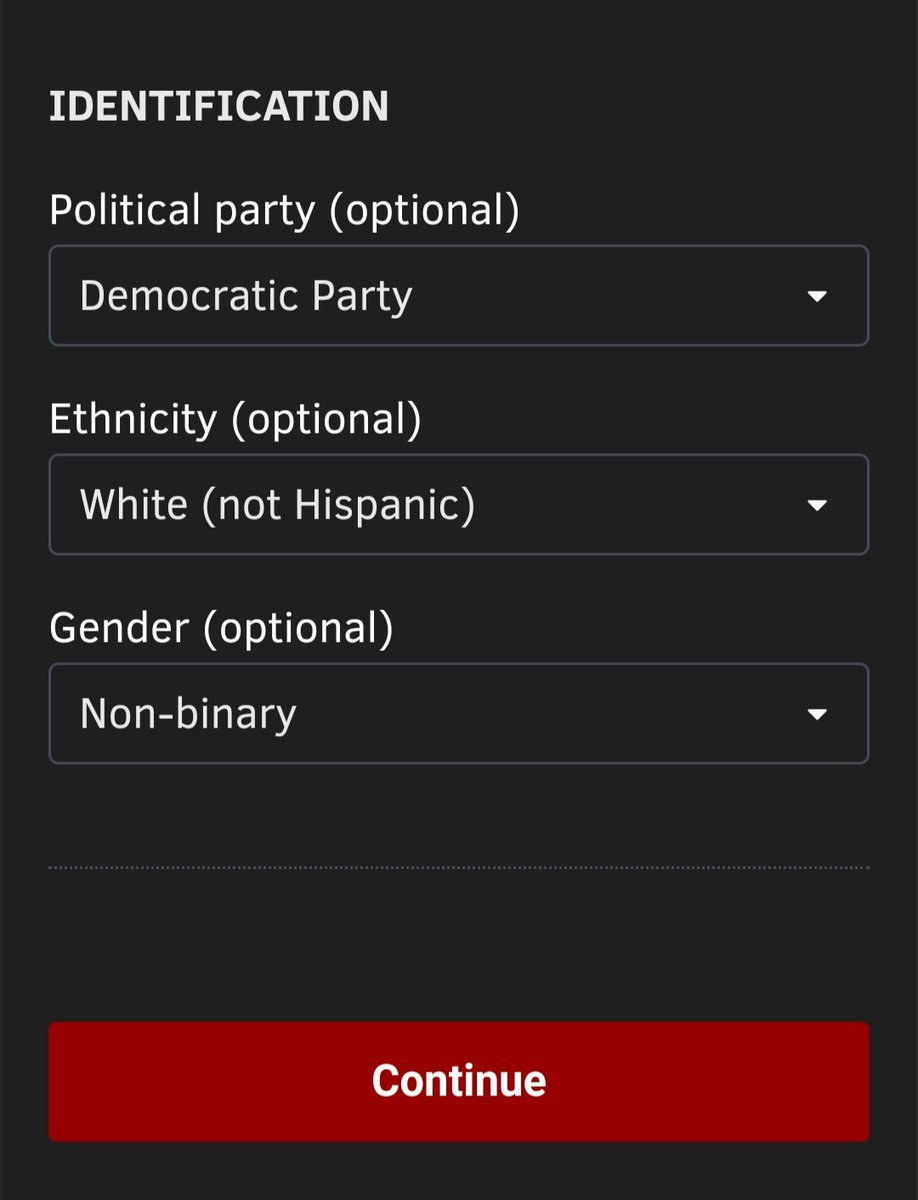 IDENTIFICATION
Political party (optional)
Democratic Party
Ethnicity (optional)
White (not Hispanic)
Gender (optional)
Non-binary
Continue